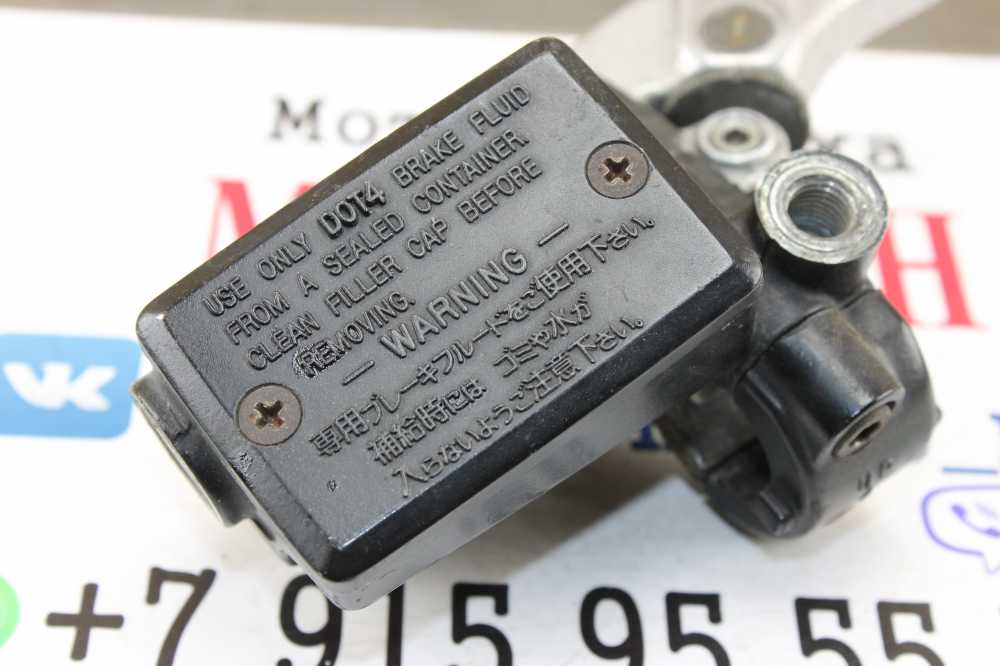 USE ONLY DOT4 BRAKE FLUID
FROM A SEALED CONTAINER
CLEAN FILLER CAP BEFORE
REMOVING.
— WARNING —
専用ブレーキフルードをご使用下さい。
補給時には ゴミや水が
入らないようご注意下さい。
+7 915 95 55